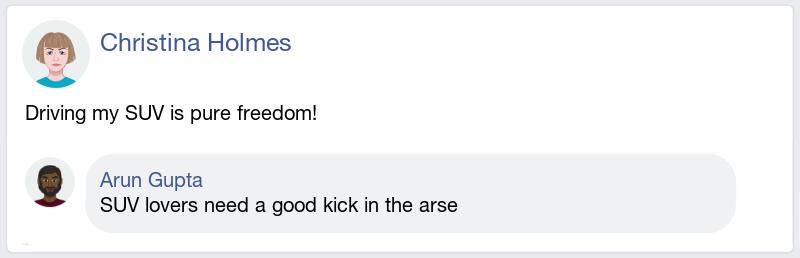 Christina Holmes
Driving my SUV is pure freedom!
Arun Gupta
SUV lovers need a good kick in the arse